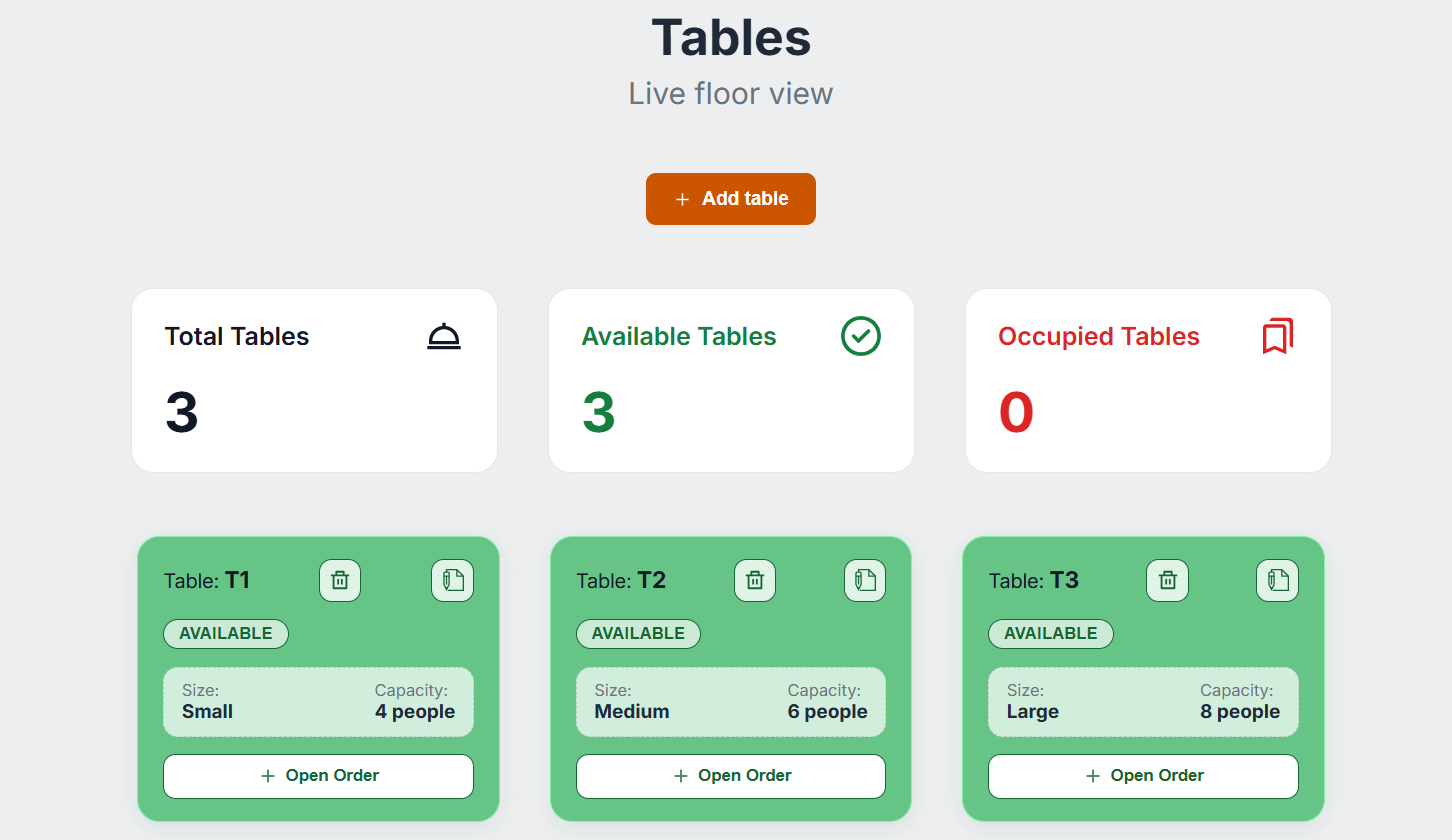 Tables
Live floor view
+ Add table
Total Tables
3
Available Tables
3
Occupied Tables
0
Table: T1
AVAILABLE
Size: Capacity:
Small 4 people
+ Open Order
Table: T2
AVAILABLE
Size: Capacity:
Medium 6 people
+ Open Order
Table: T3
AVAILABLE
Size: Capacity:
Large 8 people
+ Open Order